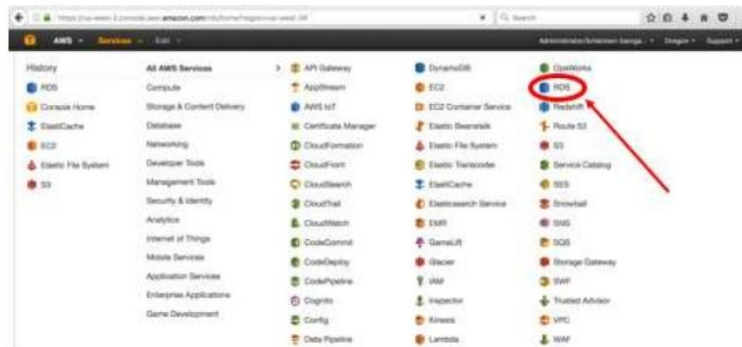 Search
AWS
Services
Edit
Oregon
Support
History
RDS
Console Home
ElastiCache
EC2
Elastic File System
S3
All AWS Services
Compute
Storage & Content Delivery
Database
Networking
Developer Tools
Management Tools
Security & Identity
Analytics
Internet of Things
Mobile Services
Application Services
Enterprise Applications
Game Development
API Gateway
AppStream
AWS IoT
Certificate Manager
CloudFormation
CloudFront
CloudSearch
CloudTrail
CloudWatch
CodeCommit
CodeDeploy
CodePipeline
Cognito
Config
Data Pipeline
DynamoDB
EC2
EC2 Container Service
Elastic Beanstalk
Elastic File System
Elastic Transcoder
ElastiCache
Elasticsearch Service
EMR
GameLift
Glacier
IAM
Inspector
Kinesis
Lambda
OpsWorks
RDS
Redshift
Route 53
S3
Service Catalog
SES
Snowball
SNS
SQS
Storage Gateway
SWF
Trusted Advisor
VPC
WAF